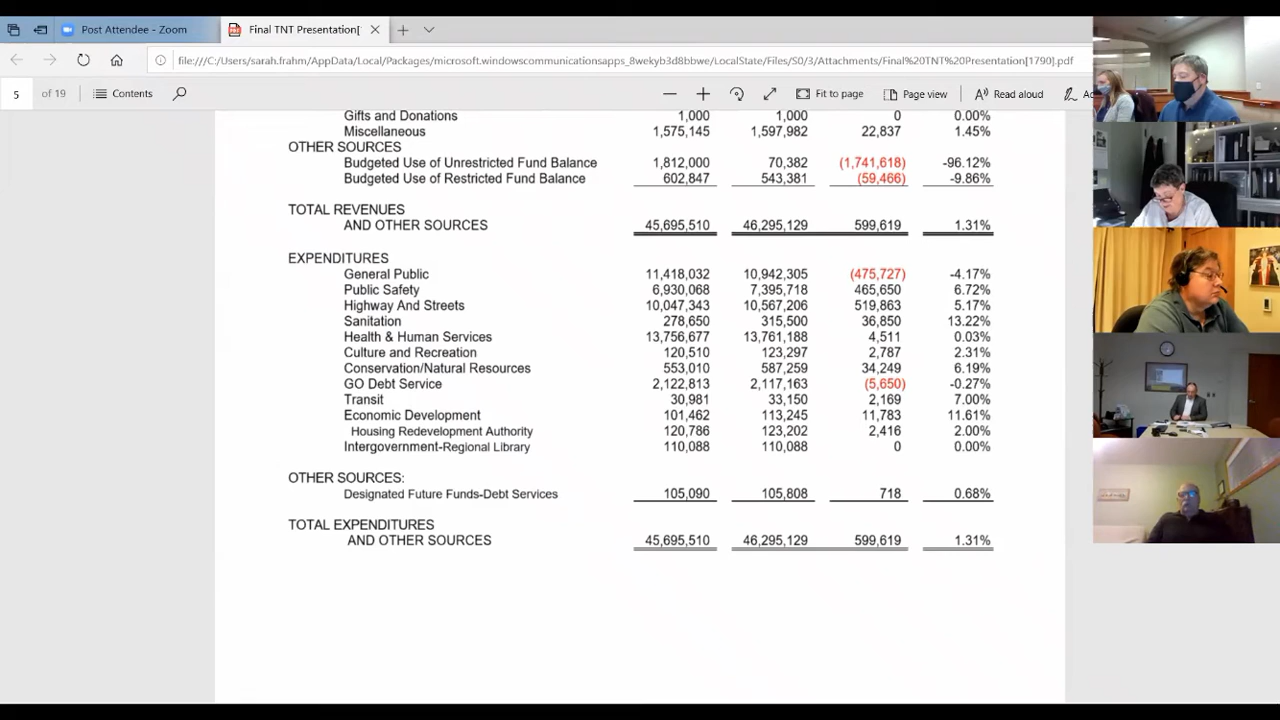 Post Attendee - Zoom
Final TNT Presentation[
file:///C:/Users/sarah.frahm/AppData/Local/Packages/microsoft.windowscommunicationsapps_8wekyb3d8bbwe/LocalState/Files/S0/3/Attachments/Final%20TNT%20Presentation[1790].pdf
5 of 19 Contents Fit to page Page view Read aloud
Gifts and Donations 1,000 1,000 0 0.00%
Miscellaneous 1,575,145 1,597,982 22,837 1.45%
OTHER SOURCES
Budgeted Use of Unrestricted Fund Balance 1,812,000 70,382 (1,741,618) -96.12%
Budgeted Use of Restricted Fund Balance 602,847 543,381 (59,466) -9.86%
TOTAL REVENUES
AND OTHER SOURCES 45,695,510 46,295,129 599,619 1.31%
EXPENDITURES
General Public 11,418,032 10,942,305 (475,727) -4.17%
Public Safety 6,930,068 7,395,718 465,650 6.72%
Highway And Streets 10,047,343 10,567,206 519,863 5.17%
Sanitation 278,650 315,500 36,850 13.22%
Health & Human Services 13,756,677 13,761,188 4,511 0.03%
Culture and Recreation 120,510 123,297 2,787 2.31%
Conservation/Natural Resources 553,010 587,259 34,249 6.19%
GO Debt Service 2,122,813 2,117,163 (5,650) -0.27%
Transit 30,981 33,150 2,169 7.00%
Economic Development 101,462 113,245 11,783 11.61%
Housing Redevelopment Authority 120,786 123,202 2,416 2.00%
Intergovernment-Regional Library 110,088 110,088 0 0.00%
OTHER SOURCES:
Designated Future Funds-Debt Services 105,090 105,808 718 0.68%
TOTAL EXPENDITURES
AND OTHER SOURCES 45,695,510 46,295,129 599,619 1.31%